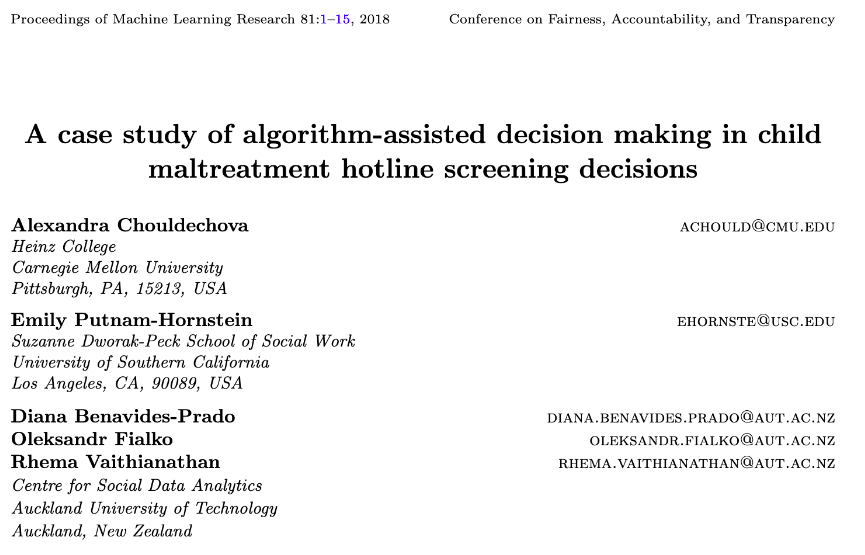 Proceedings of Machine Learning Research 81:1–15, 2018 Conference on Fairness, Accountability, and Transparency
A case study of algorithm-assisted decision making in child
maltreatment hotline screening decisions
Alexandra Chouldechova ACHOULD@CMU.EDU
Heinz College
Carnegie Mellon University
Pittsburgh, PA, 15213, USA
Emily Putnam-Hornstein EHORNSTE@USC.EDU
Suzanne Dworak-Peck School of Social Work
University of Southern California
Los Angeles, CA, 90089, USA
Diana Benavides-Prado DIANA.BENAVIDES.PRADO@AUT.AC.NZ
Oleksandr Fialko OLEKSANDR.FIALKO@AUT.AC.NZ
Rhema Vaithianathan RHEMA.VAITHIANATHAN@AUT.AC.NZ
Centre for Social Data Analytics
Auckland University of Technology
Auckland, New Zealand